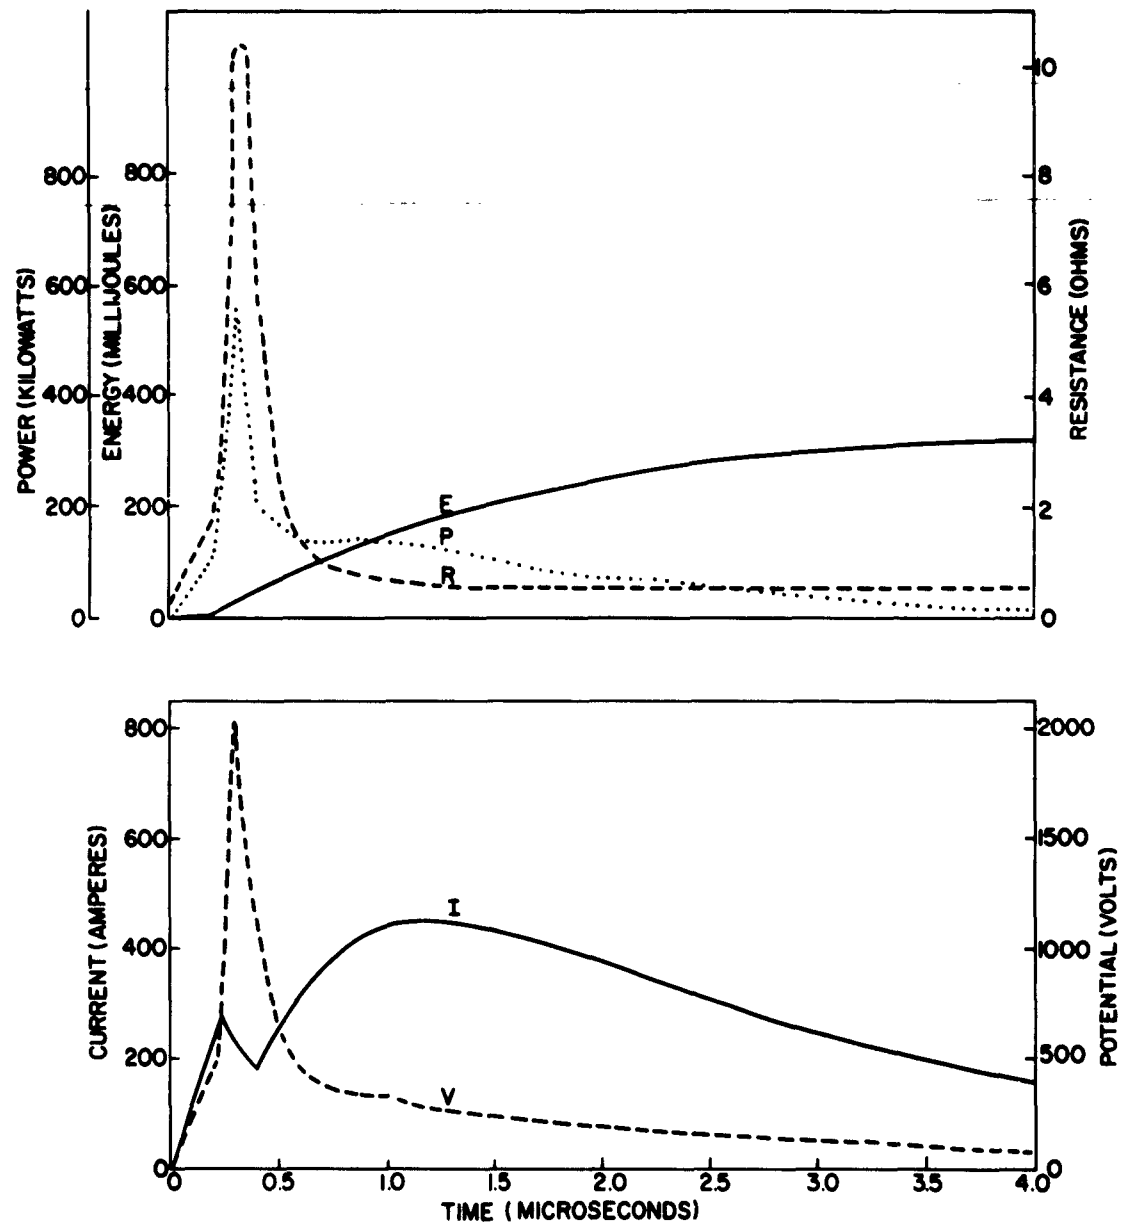 POWER (KILOWATTS)
800
600
400
200
0
ENERGY (MILLIJOULES)
800
600
400
200
0
E
P
R
10
8
6
4
2
0
RESISTANCE (OHMS)
CURRENT (AMPERES)
800
600
400
200
0
I
V
2000
1500
1000
500
0
POTENTIAL (VOLTS)
0 0.5 1.0 1.5 2.0 2.5 3.0 3.5 4.0
TIME (MICROSECONDS)